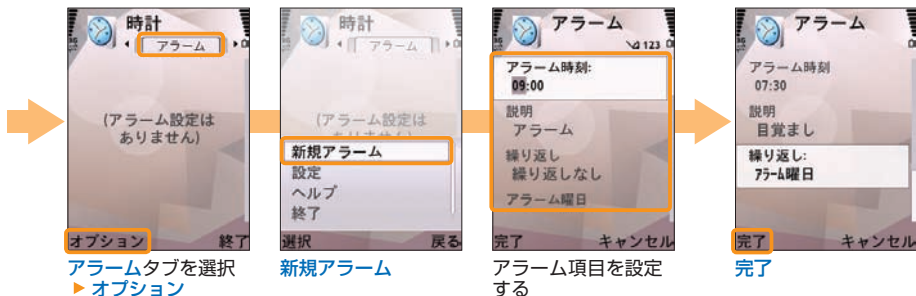 時計
アラーム
(アラーム設定は
ありません)
オプション
終了
アラームタブを選択
▶ オプション
時計
アラーム
(アラーム設定は
新規アラーム
設定
ヘルプ
終了
選択
戻る
新規アラーム
アラーム
123
アラーム時刻:
09:00
説明
アラーム
繰り返し
繰り返しなし
アラーム曜日
完了
キャンセル
アラーム項目を設定
する
アラーム
アラーム時刻
07:30
説明
目覚まし
繰り返し:
アラーム曜日
完了
キャンセル
完了